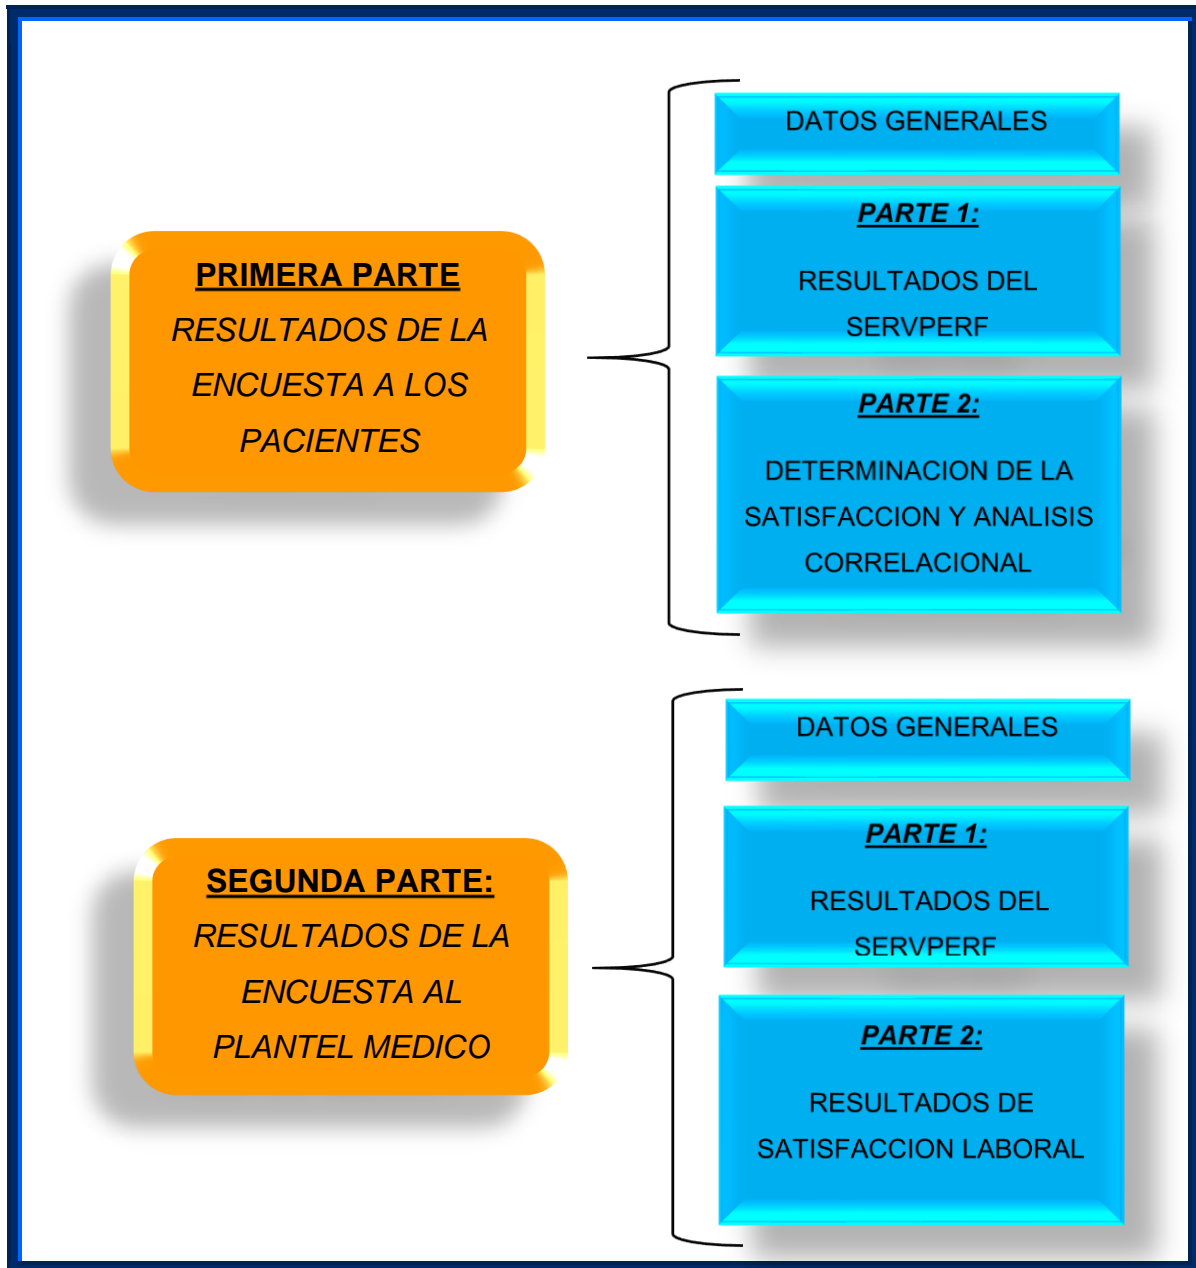 PRIMERA PARTE
RESULTADOS DE LA
ENCUESTA A LOS
PACIENTES
DATOS GENERALES
PARTE 1:
RESULTADOS DEL
SERVPERF
PARTE 2:
DETERMINACION DE LA
SATISFACCION Y ANALISIS
CORRELACIONAL
SEGUNDA PARTE:
RESULTADOS DE LA
ENCUESTA AL
PLANTEL MEDICO
DATOS GENERALES
PARTE 1:
RESULTADOS DEL
SERVPERF
PARTE 2:
RESULTADOS DE
SATISFACCION LABORAL